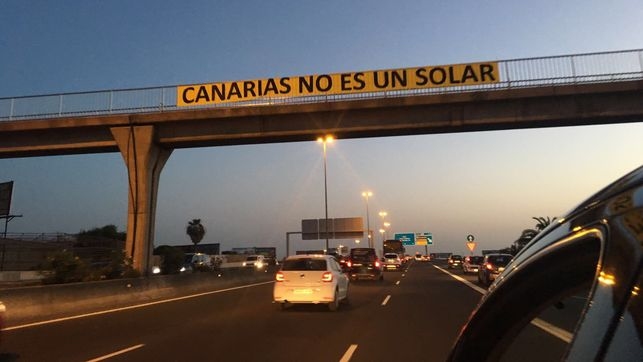 CANARIAS NO ES UN SOLAR